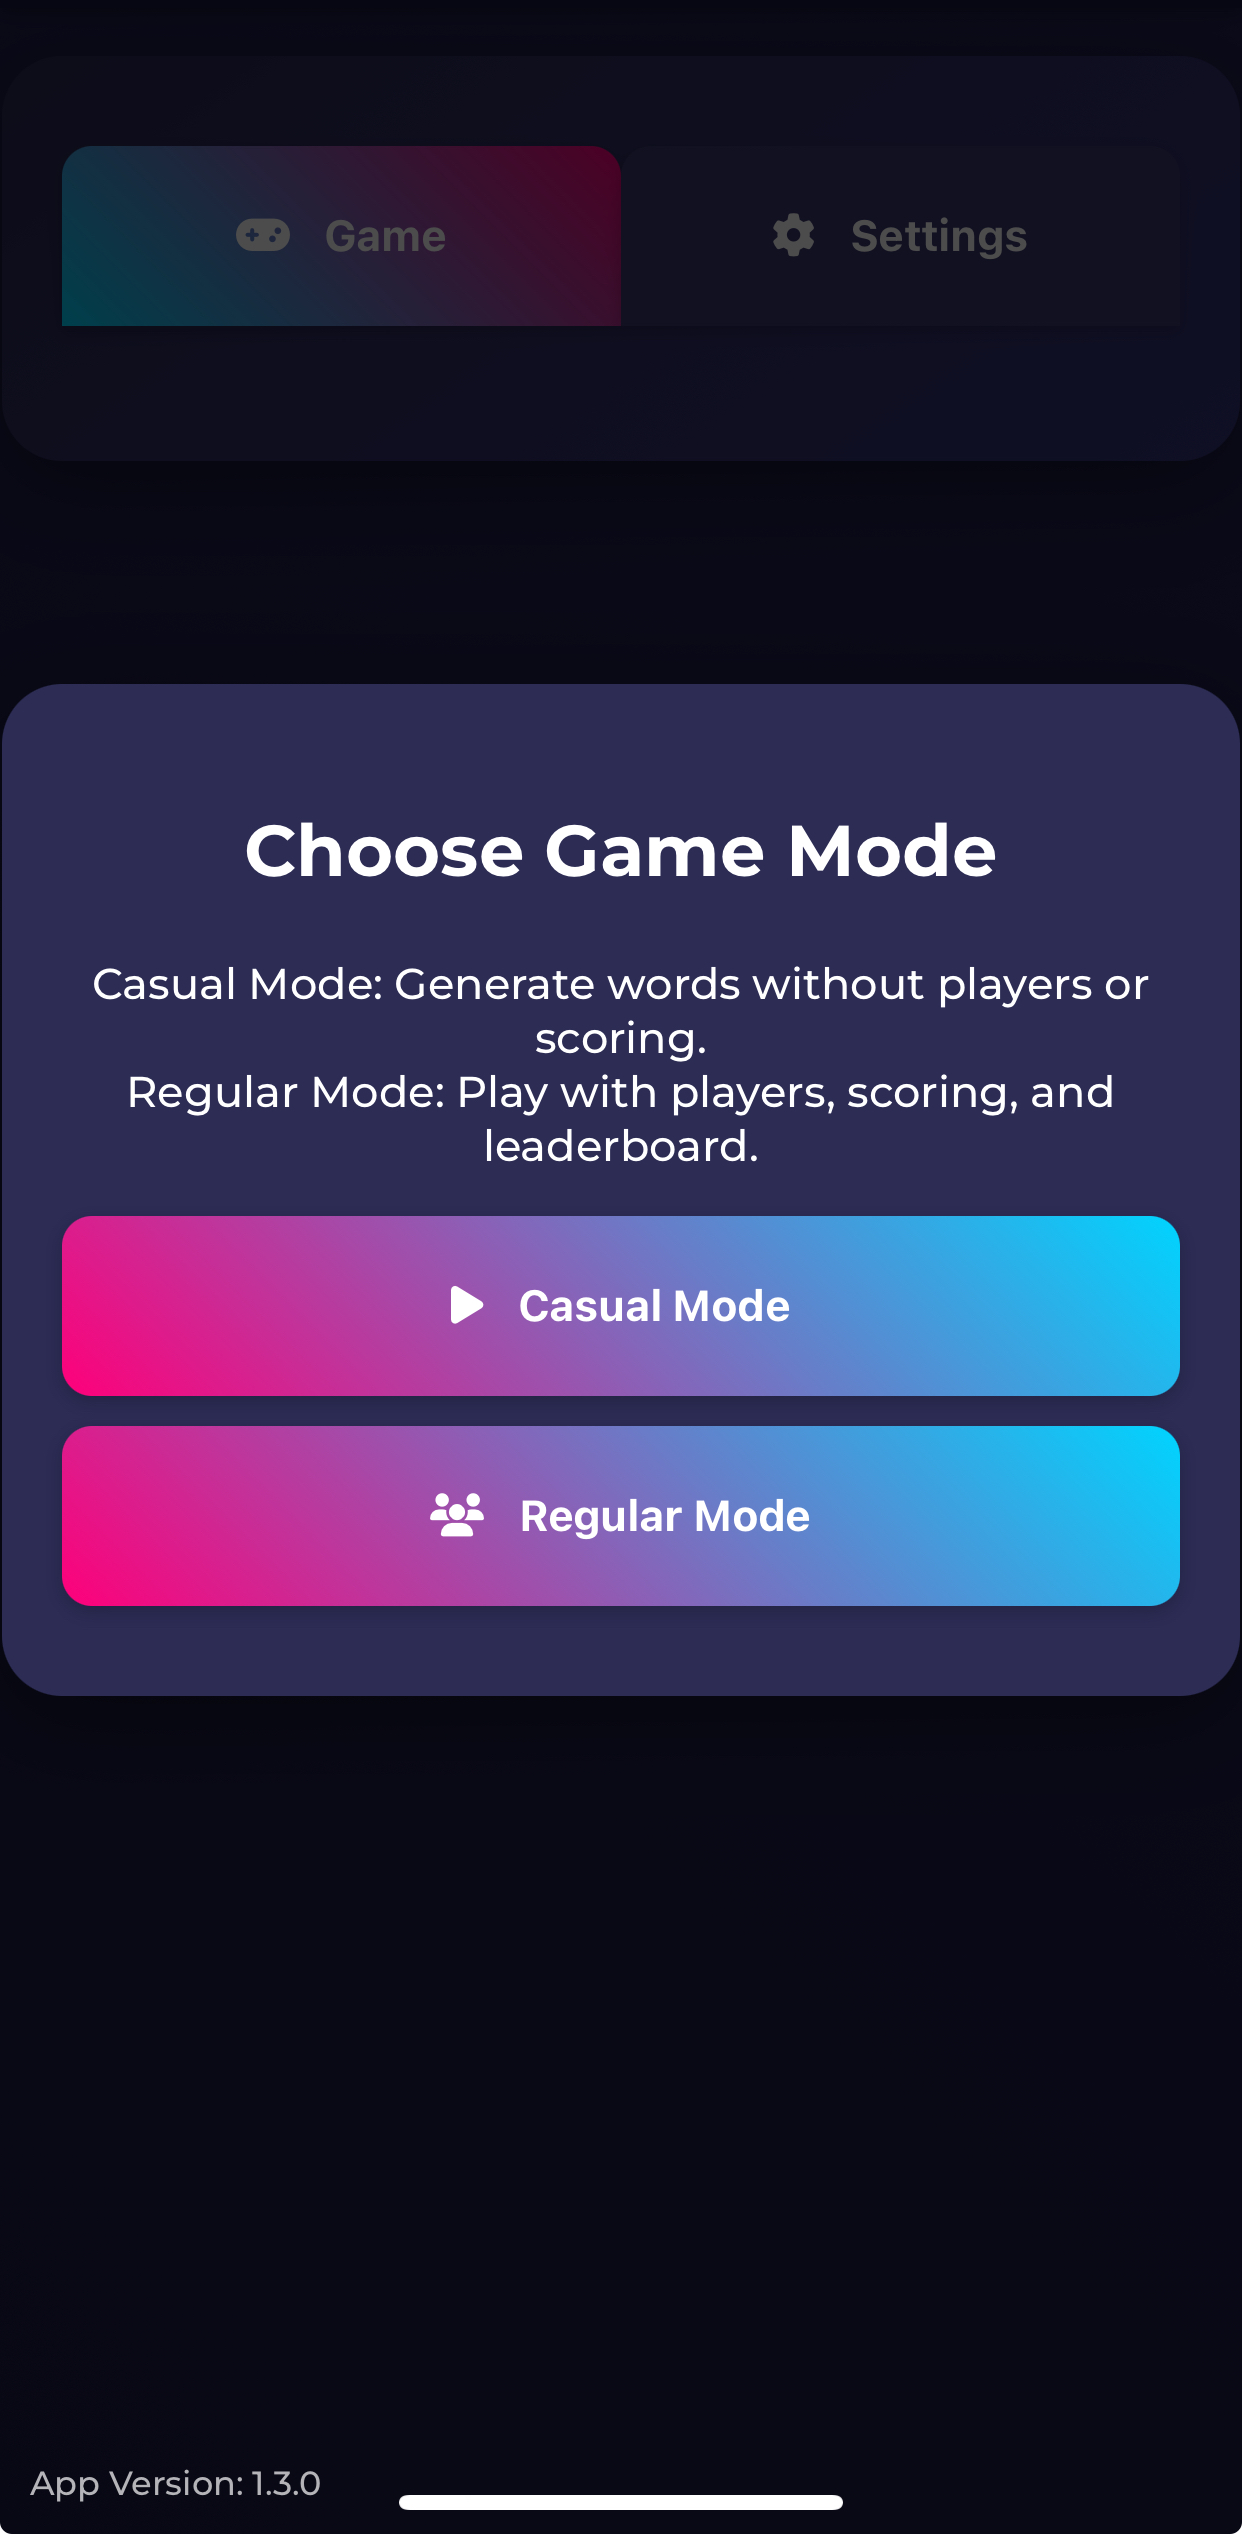 Game
Settings
Choose Game Mode
Casual Mode: Generate words without players or
scoring.
Regular Mode: Play with players, scoring, and
leaderboard.
Casual Mode
Regular Mode
App Version: 1.3.0